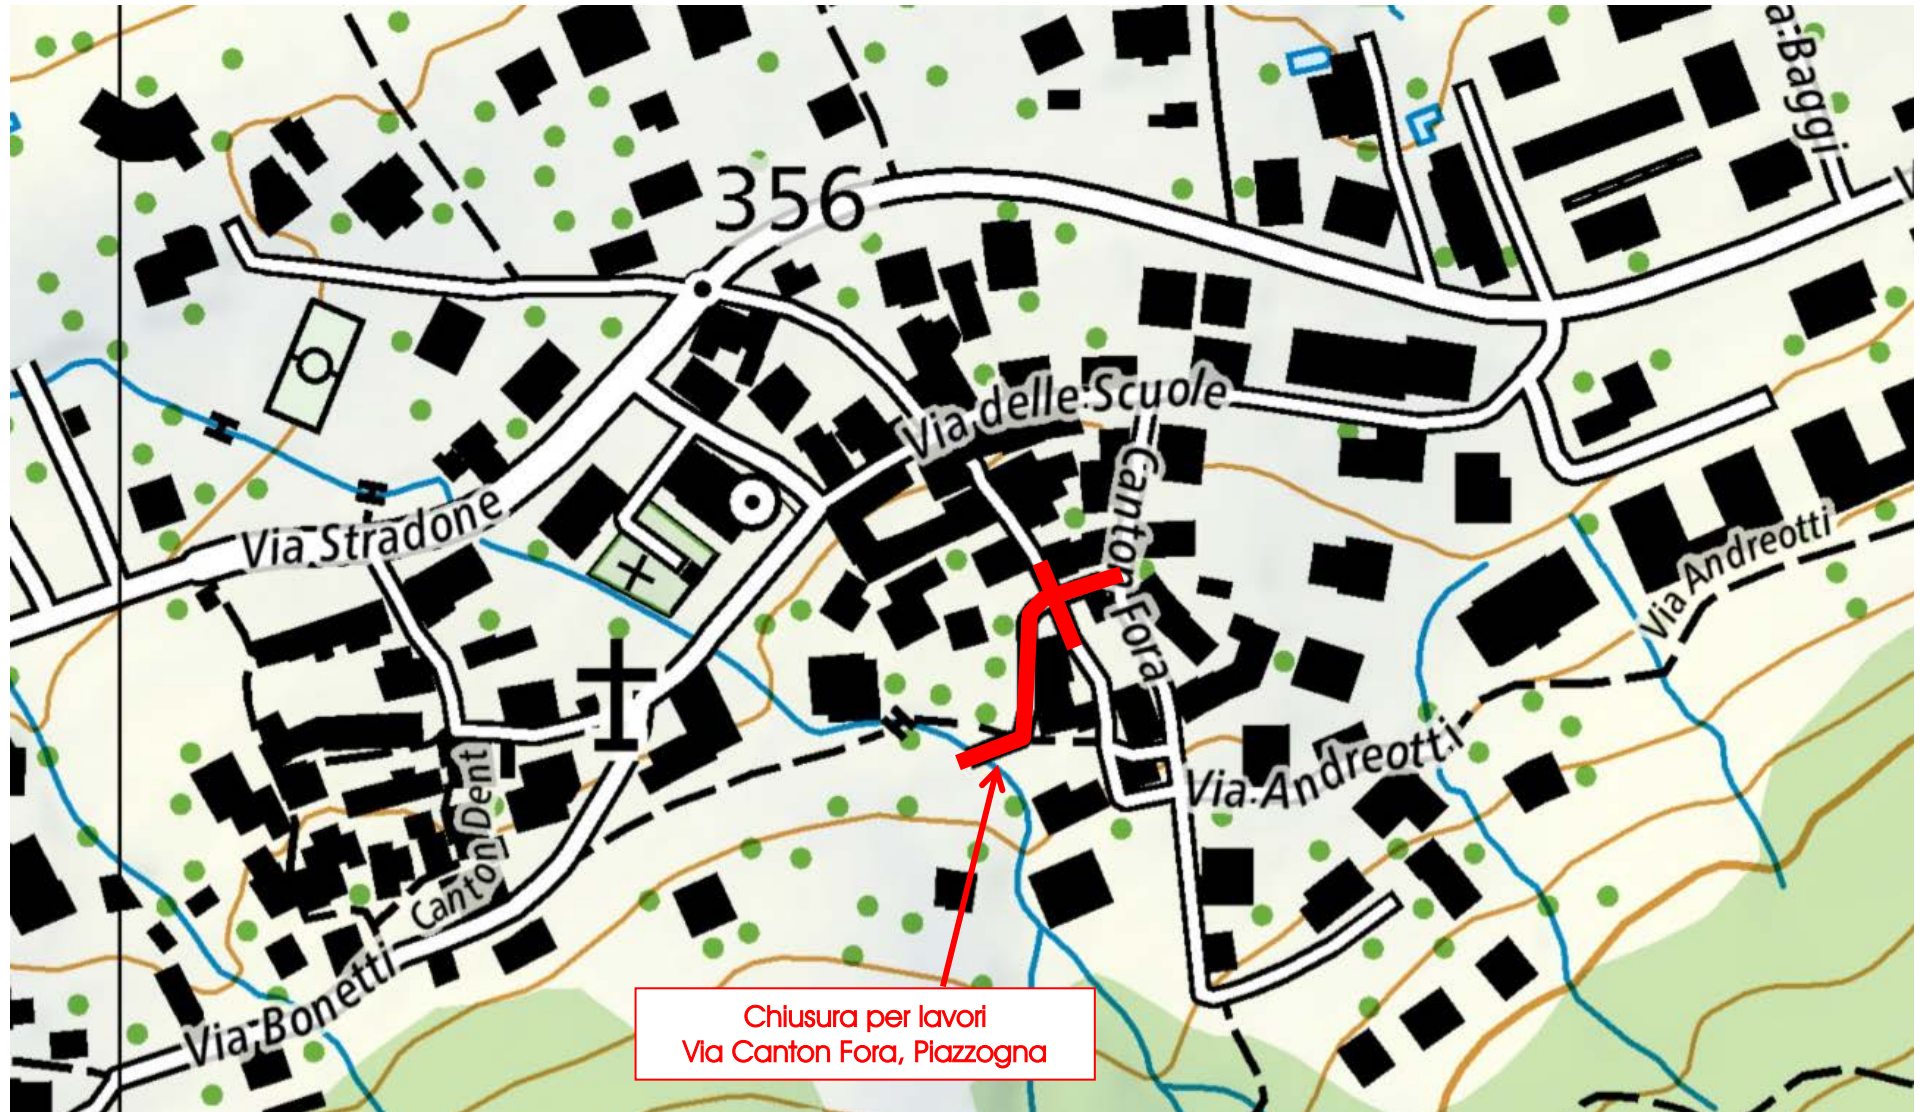 a Baggi
356
Via delle Scuole
Via Stradone
Canton Fora
Via Andreotti
Via Andreotti
Canton Dent
Via Bonetti
Chiusura per lavori
Via Canton Fora, Piazzogna